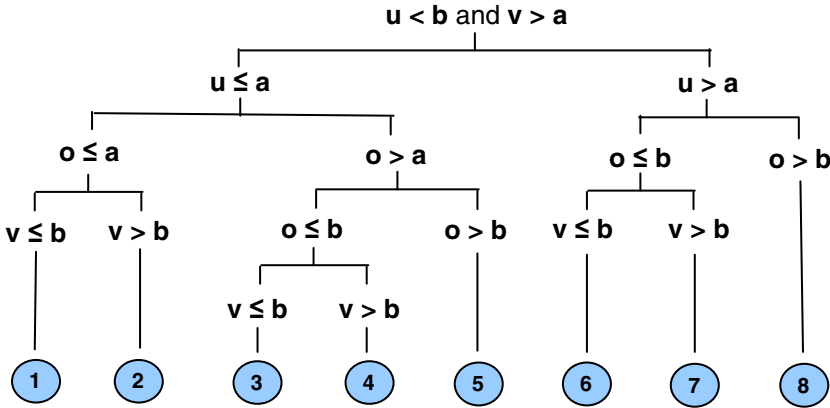 u < b and v > a
u ≤ a u > a
o ≤ a o > a o ≤ b o > b
v ≤ b v > b o ≤ b o > b v ≤ b v > b
v ≤ b v > b
1 2 3 4 5 6 7 8